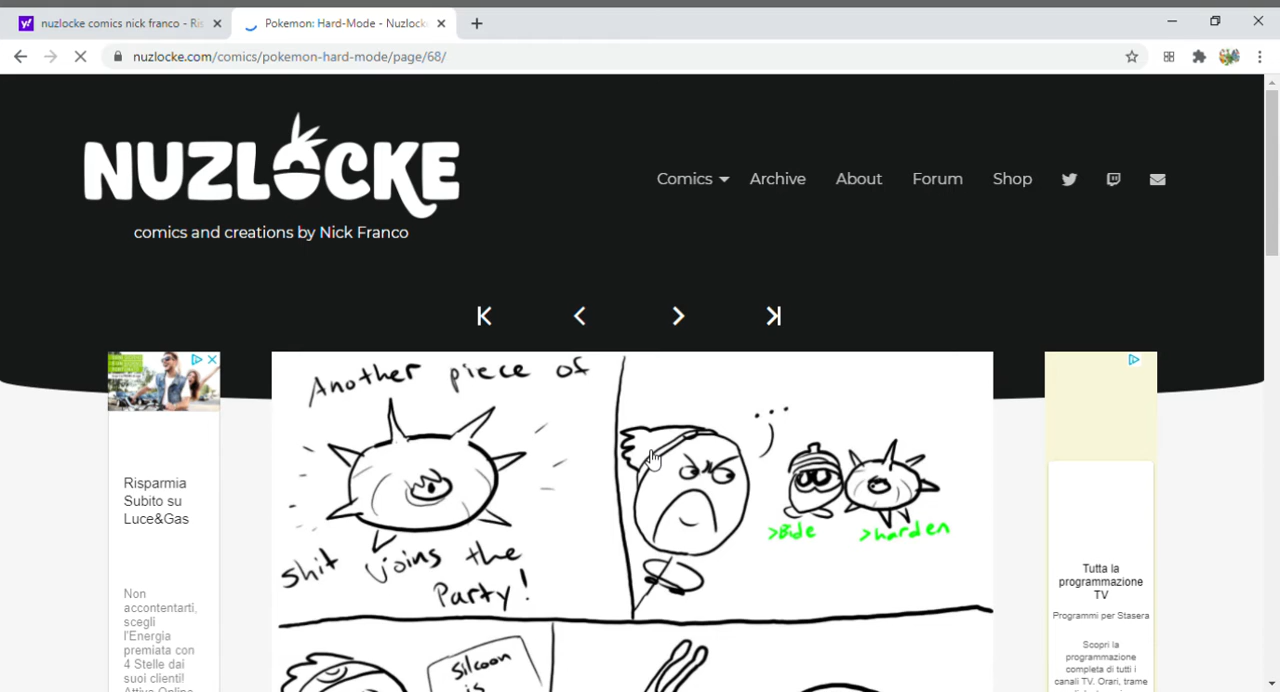 nuzlocke comics nick franco - Ris
Pokemon: Hard-Mode - Nuzlock
nuzlocke.com/comics/pokemon-hard-mode/page/68/
NUZLOCKE
comics and creations by Nick Franco
Comics Archive About Forum Shop
Another piece of
shit joins the
Party!
...
>Bide >harden
Silcoon
is
Risparmia
Subito su
Luce&Gas
Non
accontentarti,
scegli
l'Energia
premiata con
4 Stelle dai
suoi clienti!
Attiva Online
Tutta la
programmazione
TV
Programmi per Stasera
Scopri la
programmazione
completa di tutti i
canali TV. Orari, trame